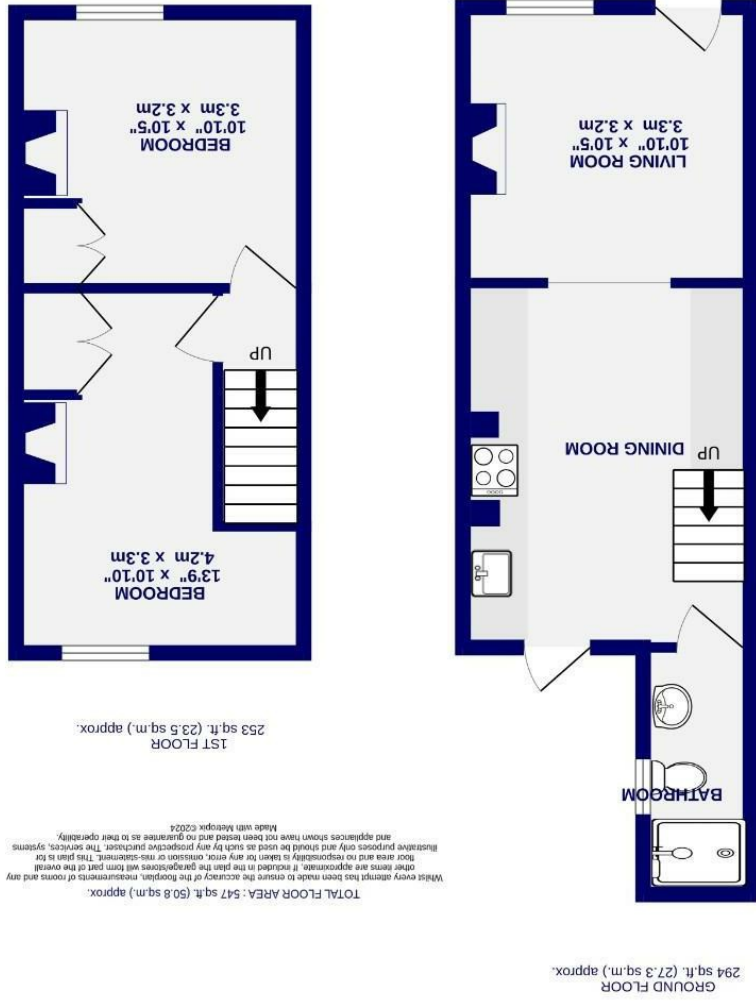 GROUND FLOOR
294 sq.ft. (27.3 sq.m.) approx.
BATHROOM
UP
DINING ROOM
LIVING ROOM
10'10" x 10'5"
3.3m x 3.2m
1ST FLOOR
253 sq.ft. (23.5 sq.m.) approx.
BEDROOM
13'9" x 10'10"
4.2m x 3.3m
UP
BEDROOM
10'10" x 10'5"
3.3m x 3.2m
TOTAL FLOOR AREA : 547 sq.ft. (50.8 sq.m.) approx.
Whilst every attempt has been made to ensure the accuracy of the floorplan, measurements of rooms and any
other items are approximate. If included in the plan the garage/stores will form part of the overall
floor area and no responsibility is taken for any error, omission or mis-statement. This plan is for
illustrative purposes only and should be used as such by any prospective purchaser. The services, systems
and appliances shown have not been tested and no guarantee as to their operability.
Made with Metropix ©2024